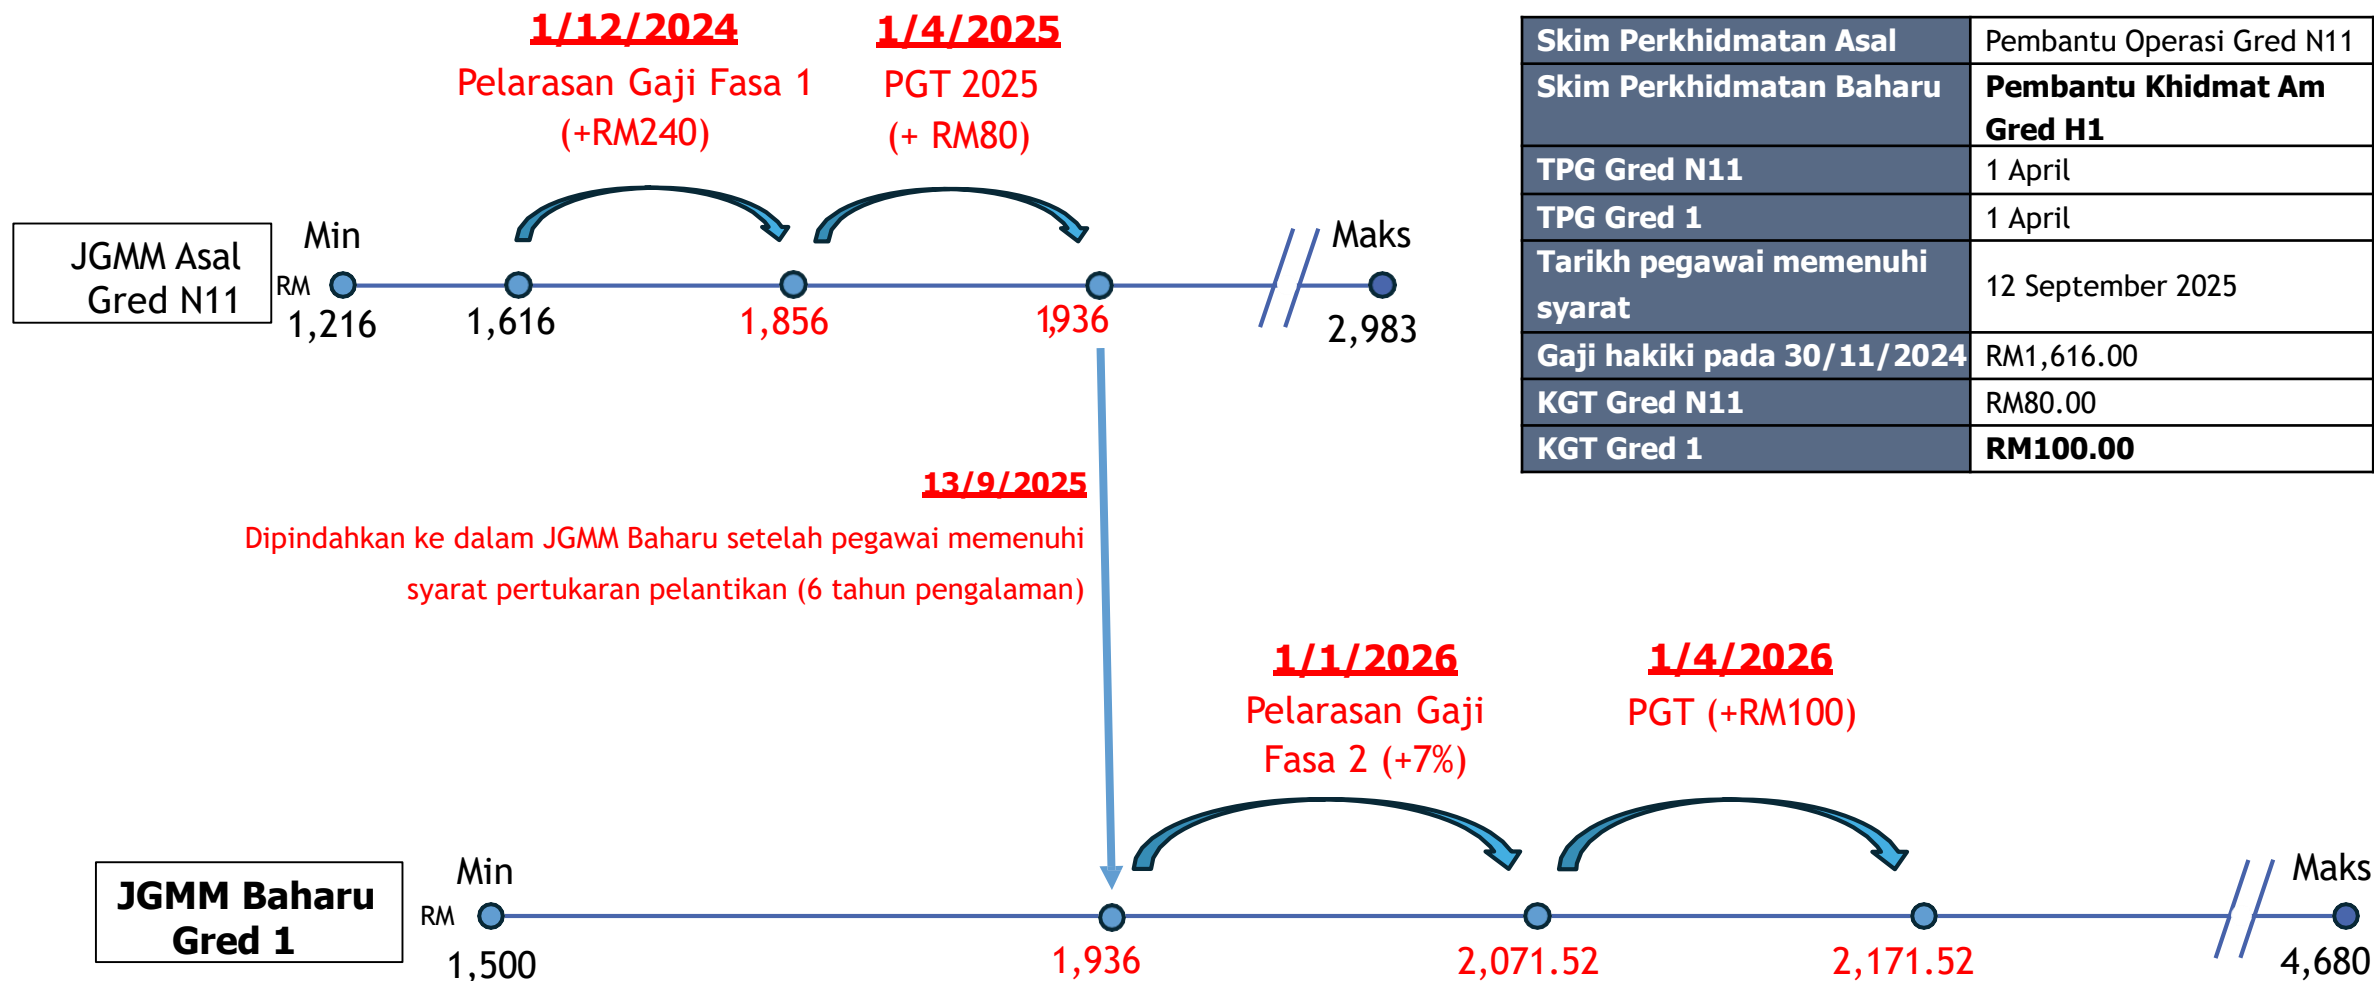 1/12/2024
Pelarasan Gaji Fasa 1
(+RM240)
1/4/2025
PGT 2025
(+ RM80)
JGMM Asal
Gred N11
Min
RM
1,216
1,616
1,856
1,936
Maks
2,983
Skim Perkhidmatan Asal
Pembantu Operasi Gred N11
Skim Perkhidmatan Baharu
Pembantu Khidmat Am
Gred H1
TPG Gred N11
1 April
TPG Gred 1
1 April
Tarikh pegawai memenuhi
syarat
12 September 2025
Gaji hakiki pada 30/11/2024
RM1,616.00
KGT Gred N11
RM80.00
KGT Gred 1
RM100.00
13/9/2025
Dipindahkan ke dalam JGMM Baharu setelah pegawai memenuhi
syarat pertukaran pelantikan (6 tahun pengalaman)
1/1/2026
Pelarasan Gaji
Fasa 2 (+7%)
1/4/2026
PGT (+RM100)
JGMM Baharu
Gred 1
Min
RM
1,500
1,936
2,071.52
2,171.52
Maks
4,680